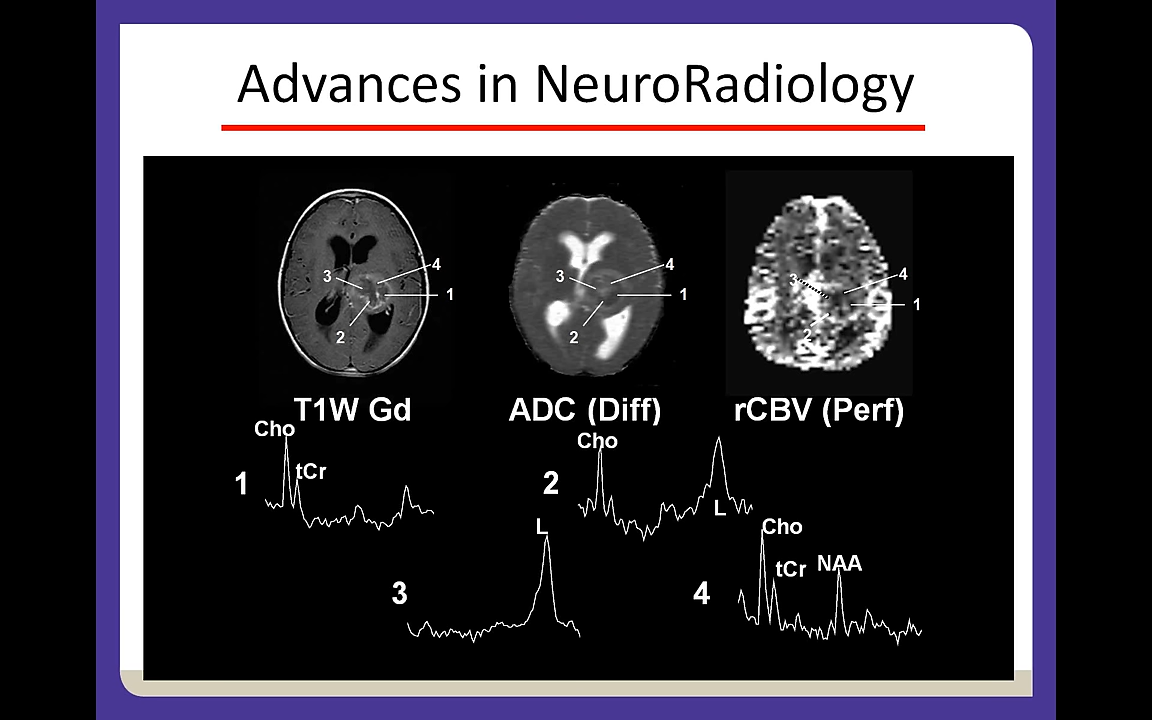 Advances in NeuroRadiology
3 4 1 2
3 4 1 2
3 4 1 2
T1W Gd ADC (Diff) rCBV (Perf)
Cho
tCr
1
Cho
2
L
L
3
Cho
tCr NAA
4